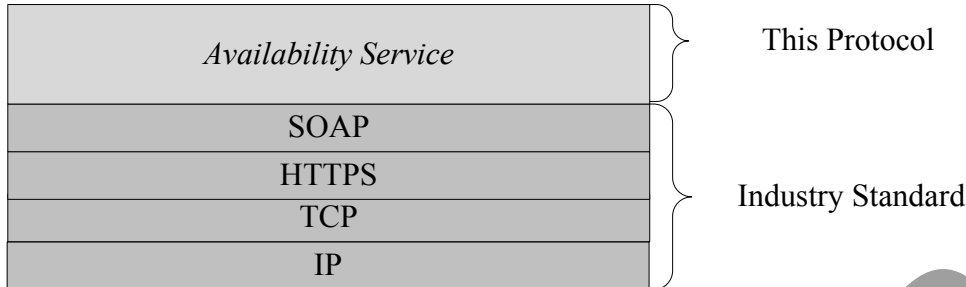 Availability Service
This Protocol
SOAP
HTTPS
TCP
IP
Industry Standard